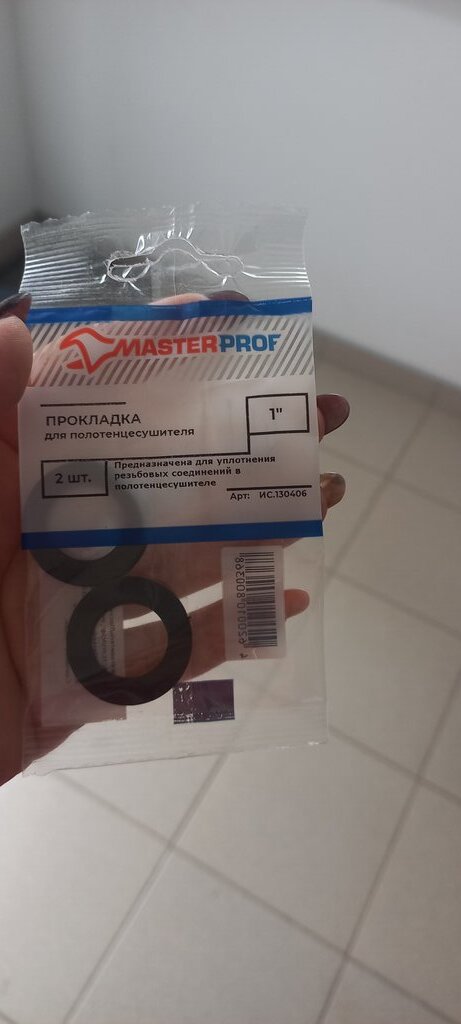 MASTERPROF
ПРОКЛАДКА
для полотенцесушителя
1"
2 шт.
Предназначена для уплотнения
резьбовых соединений в
полотенцесушителе
Арт: ИС.130406